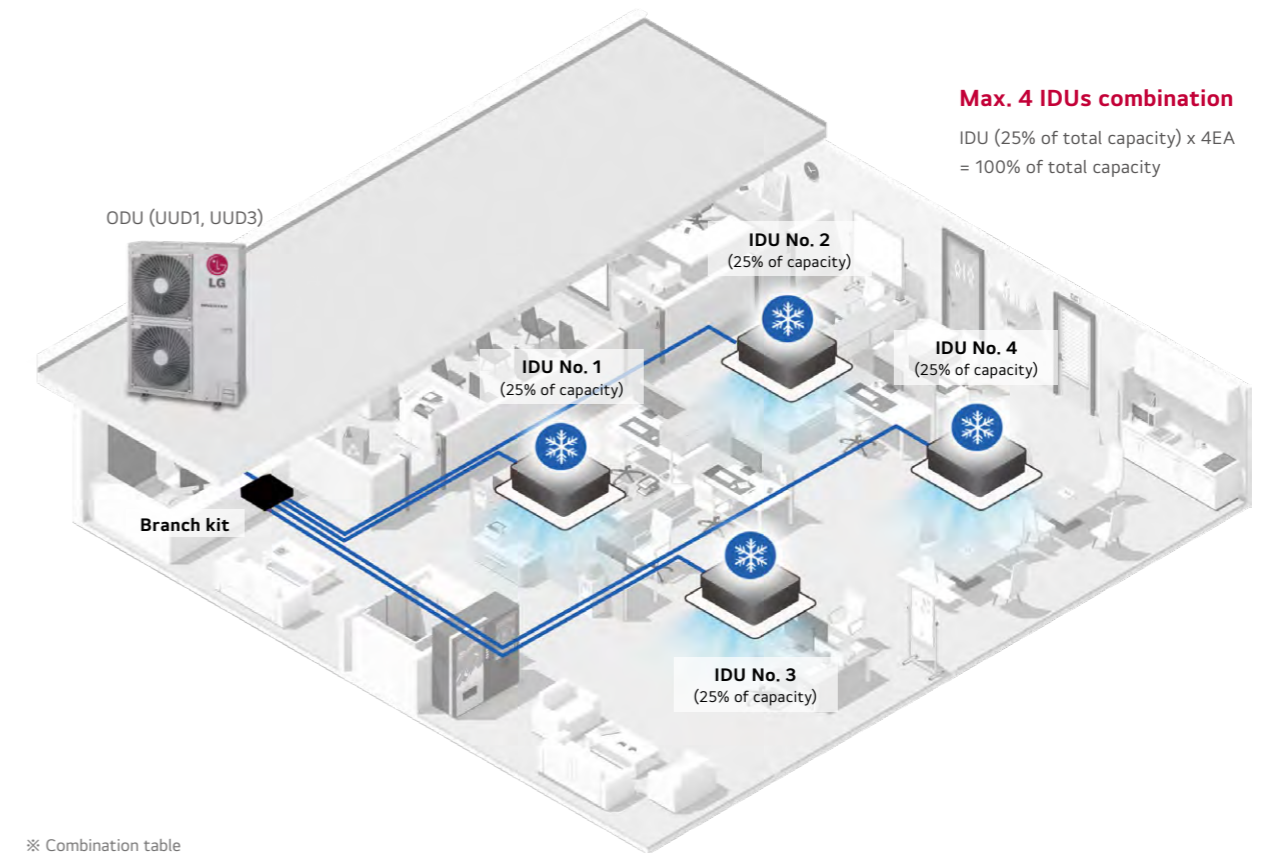 Max. 4 IDUs combination
IDU (25% of total capacity) x 4EA
= 100% of total capacity
ODU (UUD1, UUD3)
LG
IDU No. 2
(25% of capacity)
IDU No. 4
(25% of capacity)
IDU No. 1
(25% of capacity)
Branch kit
IDU No. 3
(25% of capacity)
※ Combination table